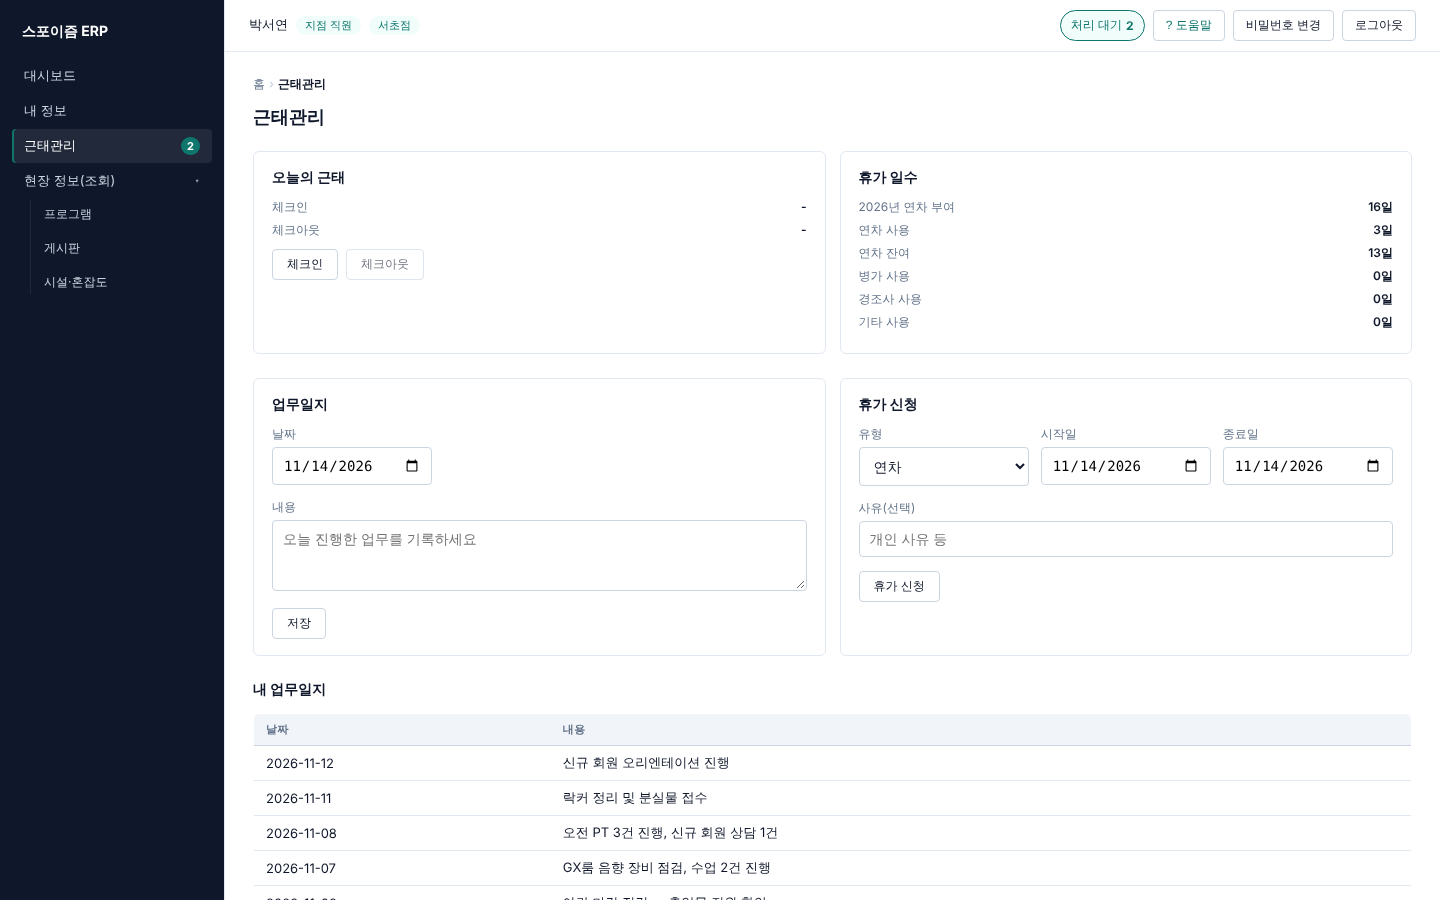 스포이즘 ERP
대시보드
내 정보
근태관리 2
현장 정보(조회)
프로그램
게시판
시설·혼잡도
박서연 지점 직원 서초점
처리 대기 2 ? 도움말 비밀번호 변경 로그아웃
홈 › 근태관리
근태관리
오늘의 근태
체크인 -
체크아웃 -
체크인 체크아웃
휴가 일수
2026년 연차 부여 16일
연차 사용 3일
연차 잔여 13일
병가 사용 0일
경조사 사용 0일
기타 사용 0일
업무일지
날짜
11/14/2026
내용
오늘 진행한 업무를 기록하세요
저장
휴가 신청
유형 시작일 종료일
연차 11/14/2026 11/14/2026
사유(선택)
개인 사유 등
휴가 신청
내 업무일지
날짜 내용
2026-11-12 신규 회원 오리엔테이션 진행
2026-11-11 락커 정리 및 분실물 접수
2026-11-08 오전 PT 3건 진행, 신규 회원 상담 1건
2026-11-07 GX룸 음향 장비 점검, 수업 2건 진행